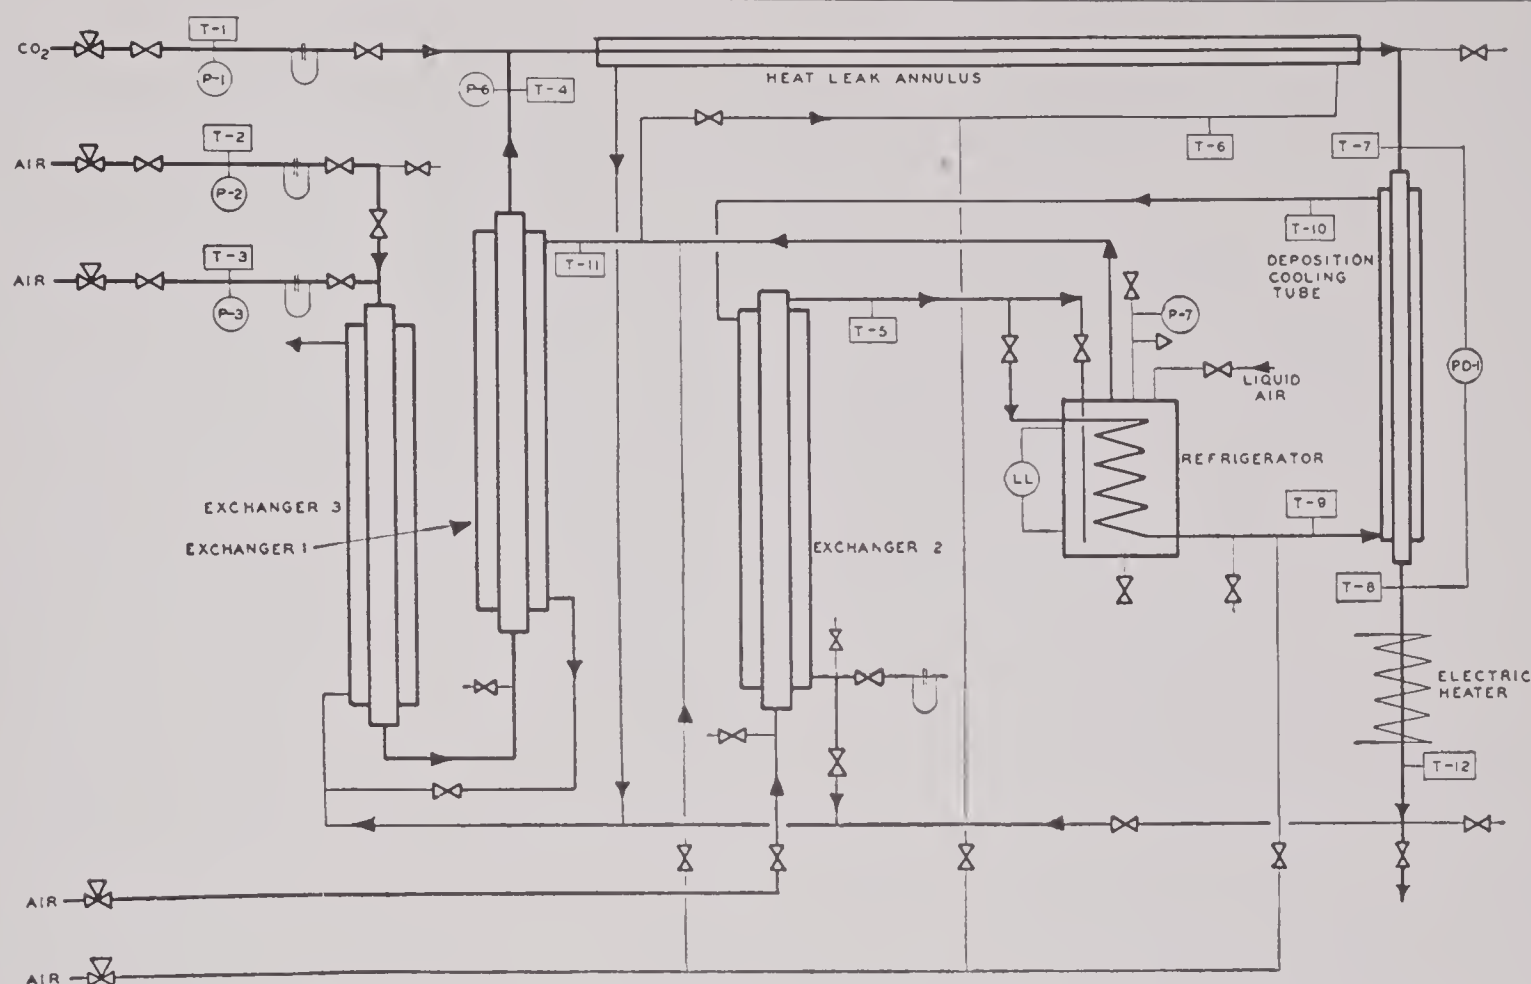 T-1
CO2
P-1
HEAT LEAK ANNULUS
P-6
T-4
T-2
AIR
P-2
T-6
T-7
T-3
AIR
P-3
T-10
T-11
DEPOSITION
COOLING
TUBE
T-5
P-7
PD-1
LIQUID
AIR
REFRIGERATOR
LL
EXCHANGER 3
EXCHANGER 1
EXCHANGER 2
T-9
T-8
ELECTRIC
HEATER
T-12
AIR
AIR